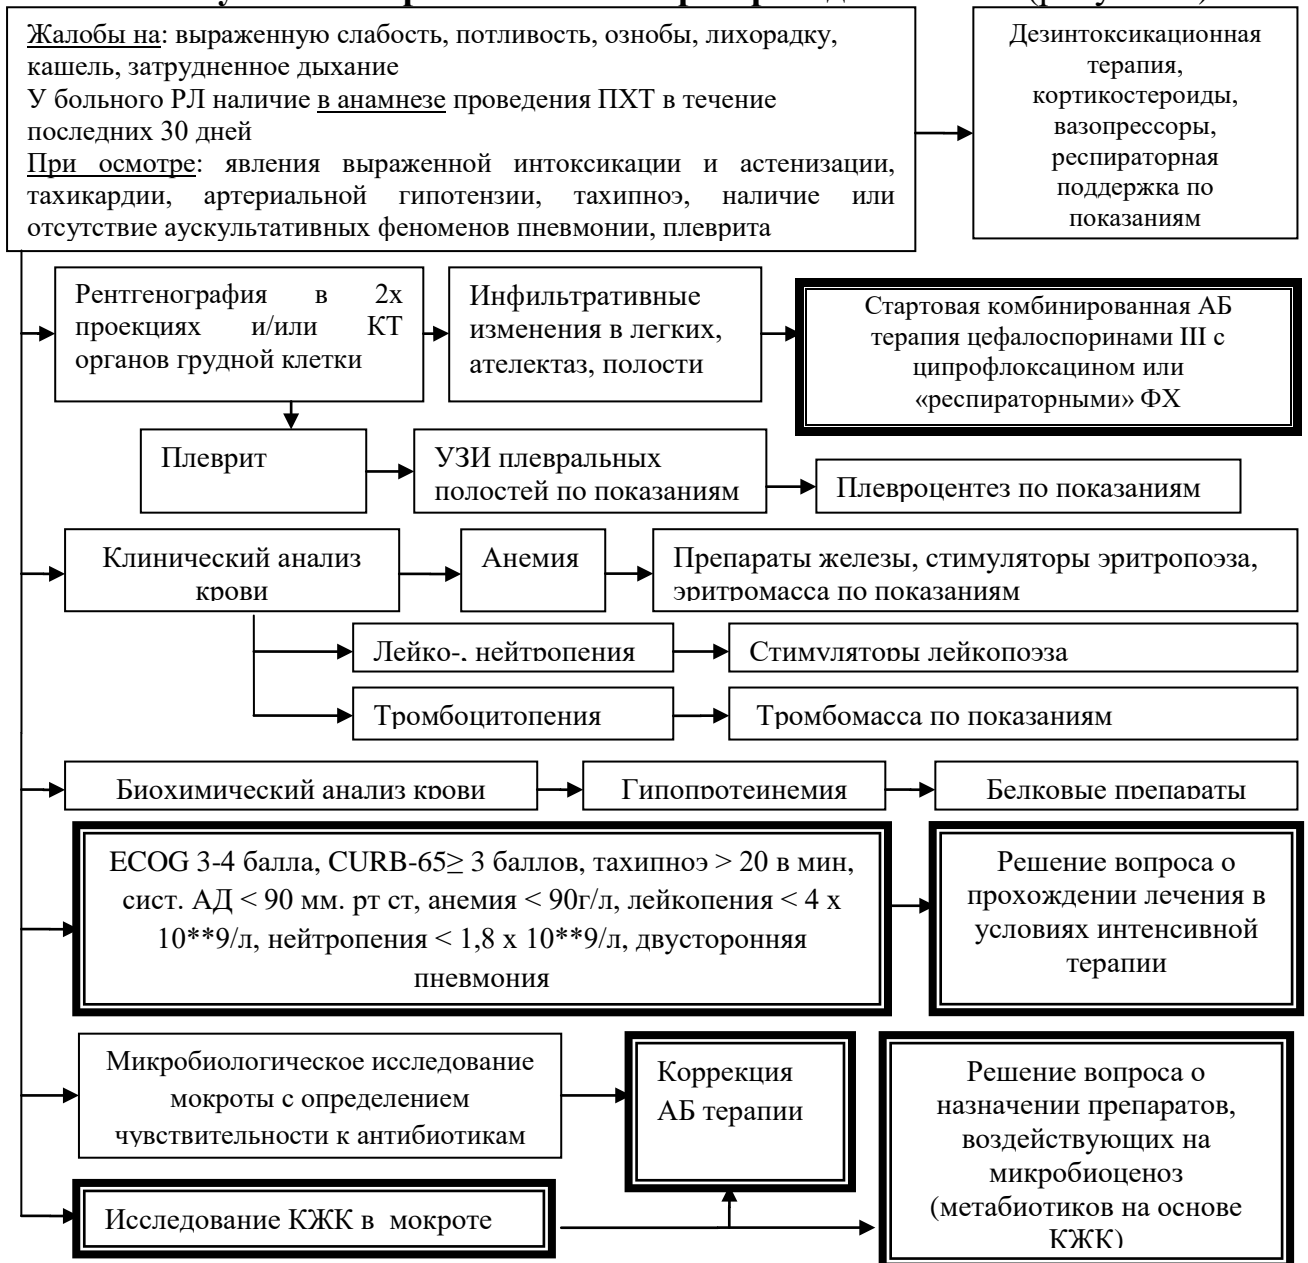 Жалобы на: выраженную слабость, потливость, ознобы, лихорадку,
кашель, затрудненное дыхание
У больного РЛ наличие в анамнезе проведения ПХТ в течение
последних 30 дней
При осмотре: явления выраженной интоксикации и астенизации,
тахикардии, артериальной гипотензии, тахипноэ, наличие или
отсутствие аускультативных феноменов пневмонии, плеврита
Дезинтоксикационная
терапия,
кортикостероиды,
вазопрессоры,
респираторная
поддержка по
показаниям
Рентгенография в 2х
проекциях и/или КТ
органов грудной клетки
Инфильтративные
изменения в легких,
ателектаз, полости
Стартовая комбинированная АБ
терапия цефалоспоринами III с
ципрофлоксацином или
«респираторными» ФХ
Плеврит
УЗИ плевральных
полостей по показаниям
Плевроцентез по показаниям
Клинический анализ
крови
Анемия
Препараты железы, стимуляторы эритропоэза,
эритромасса по показаниям
Лейко-, нейтропения
Стимуляторы лейкопоэза
Тромбоцитопения
Тромбомасса по показаниям
Биохимический анализ крови
Гипопротеинемия
Белковые препараты
ECOG 3-4 балла, CURB-65≥ 3 баллов, тахипноэ > 20 в мин,
сист. АД < 90 мм. рт ст, анемия < 90г/л, лейкопения < 4 х
10**9/л, нейтропения < 1,8 х 10**9/л, двусторонняя
пневмония
Решение вопроса о
прохождении лечения в
условиях интенсивной
терапии
Микробиологическое исследование
мокроты с определением
чувствительности к антибиотикам
Коррекция
АБ терапии
Решение вопроса о
назначении препаратов,
воздействующих на
микробиоценоз
(метабиотиков на основе
КЖК)
Исследование КЖК в мокроте